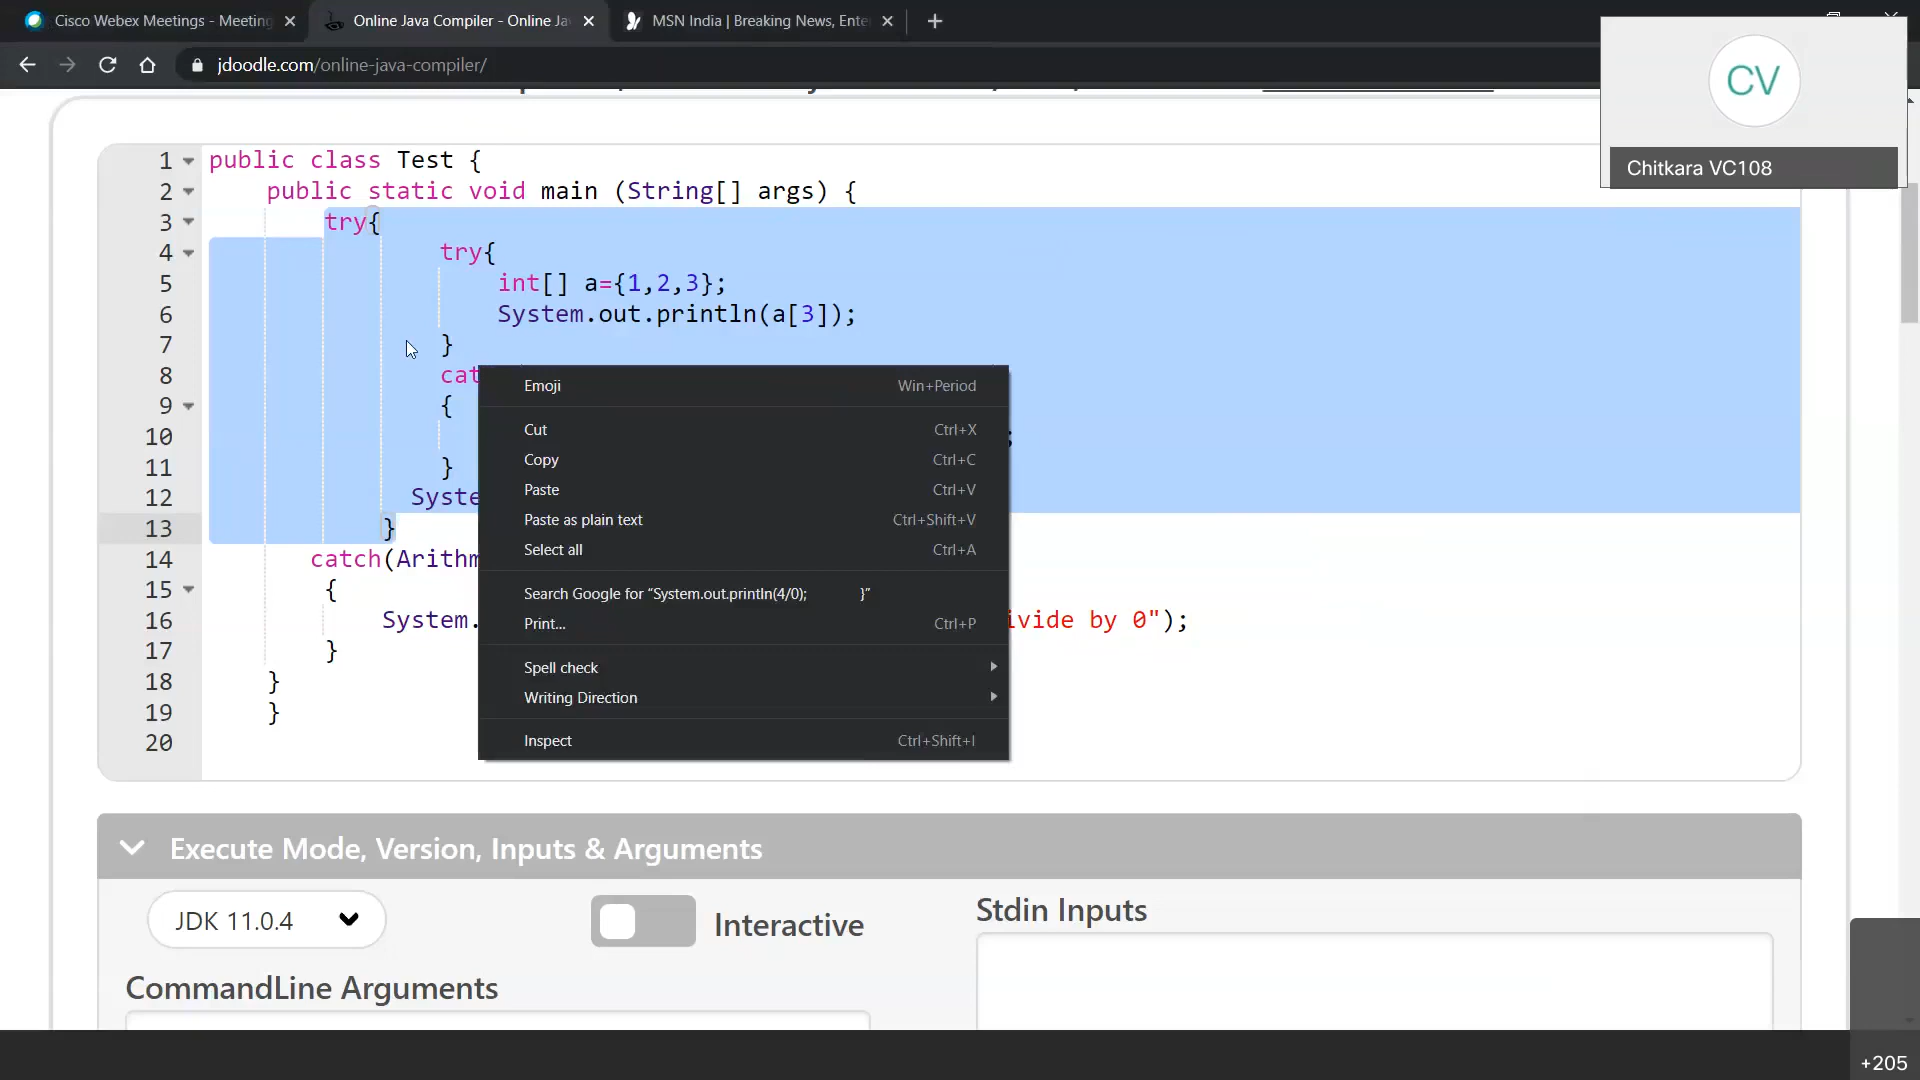 Cisco Webex Meetings - Meeting
Online Java Compiler - Online Ja
MSN India | Breaking News, Ente
jdoodle.com/online-java-compiler/
CV
Chitkara VC108
1 public class Test {
2 public static void main (String[] args) {
3 try{
4 try{
5 int[] a={1,2,3};
6 System.out.println(a[3]);
7 }
8 cat
9 {
10 ;
11 }
12 Syste
13 }
14 catch(Arithm
15 {
16 System. ivide by 0");
17 }
18 }
19 }
20
Emoji Win+Period
Cut Ctrl+X
Copy Ctrl+C
Paste Ctrl+V
Paste as plain text Ctrl+Shift+V
Select all Ctrl+A
Search Google for “System.out.println(4/0); }”
Print... Ctrl+P
Spell check
Writing Direction
Inspect Ctrl+Shift+I
Execute Mode, Version, Inputs & Arguments
JDK 11.0.4
Interactive
Stdin Inputs
CommandLine Arguments
+205